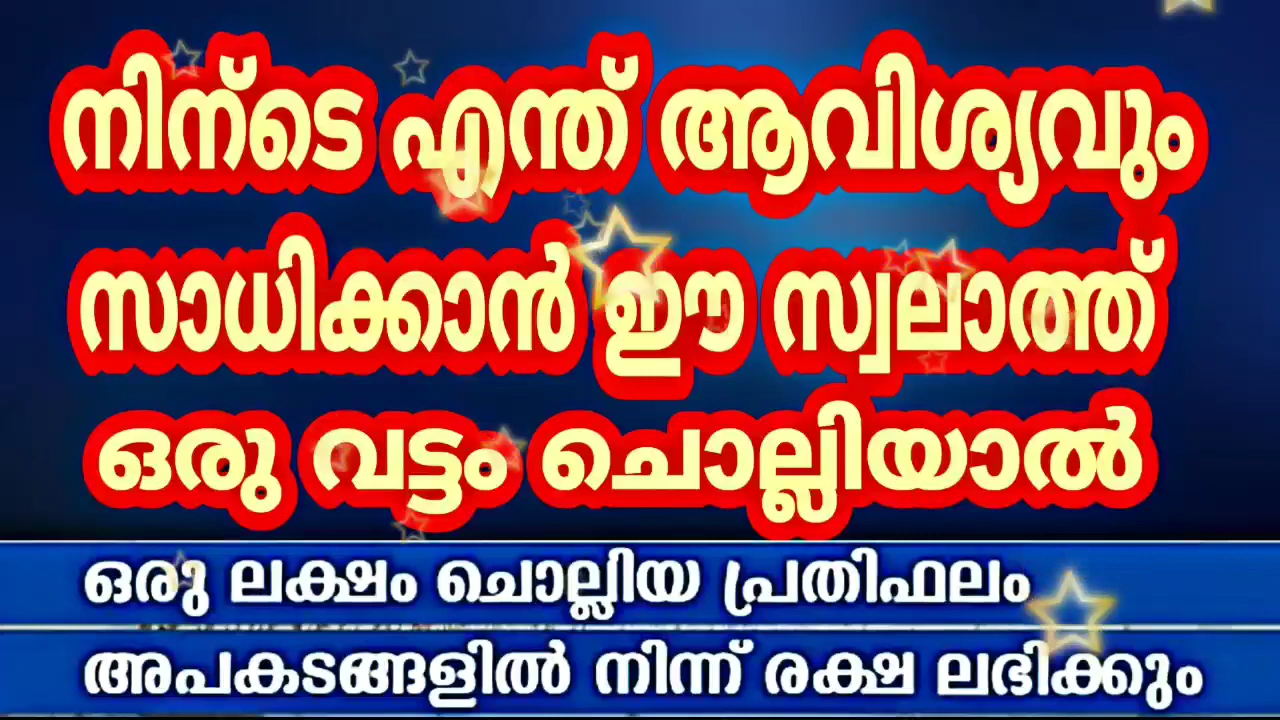 നിന്ടെ എന്ത് ആവിശ്യവും
സാധിക്കാൻ ഈ സ്വലാത്ത്
ഒരു വട്ടം ചൊല്ലിയാൽ
ഒരു ലക്ഷം ചൊല്ലിയ പ്രതിഫലം
അപകടങ്ങളിൽ നിന്ന് രക്ഷ ലഭിക്കും